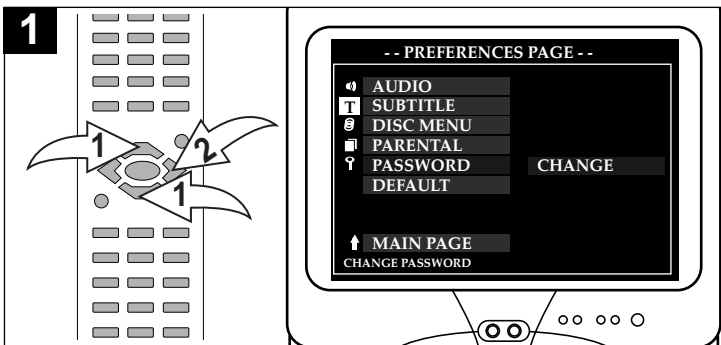 1
1
2
1
- - PREFERENCES PAGE - -
AUDIO
T SUBTITLE
DISC MENU
PARENTAL
PASSWORD CHANGE
DEFAULT
MAIN PAGE
CHANGE PASSWORD